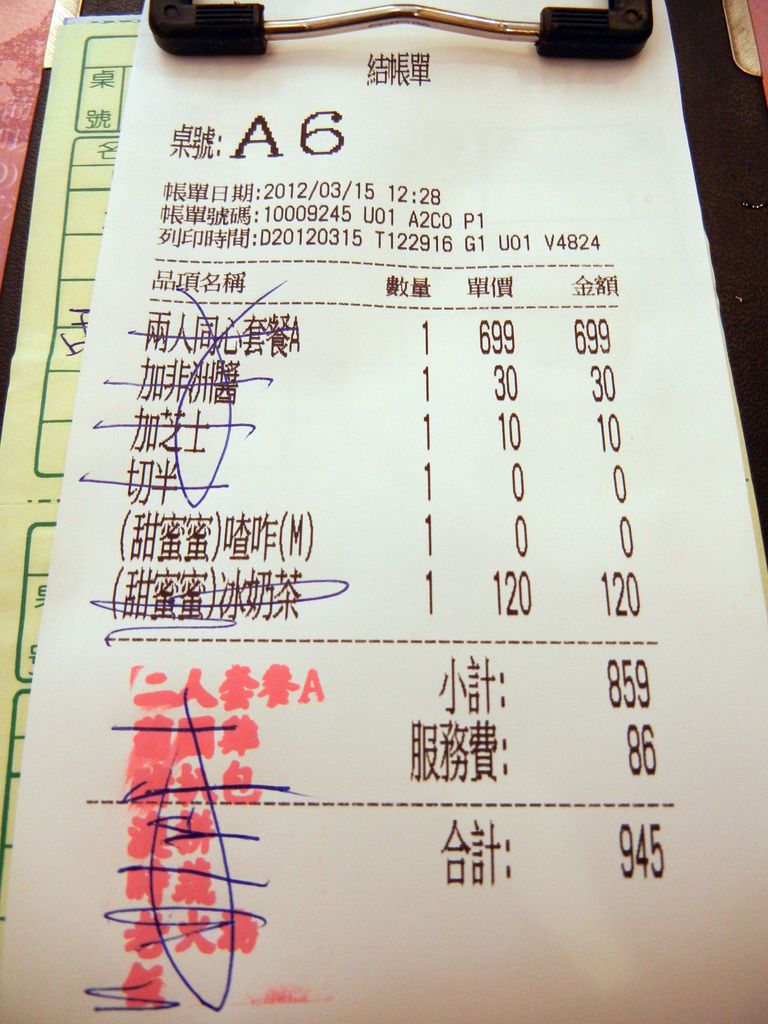 結帳單
桌號: A6
帳單日期:2012/03/15 12:28
帳單號碼:10009245 U01 A2C0 P1
列印時間:D20120315 T122916 G1 U01 V4824
品項名稱 數量 單價 金額
兩人同心套餐A 1 699 699
加非洲醬 1 30 30
加芝士 1 10 10
切半 1 0 0
(甜蜜蜜)喳咋(M) 1 0 0
(甜蜜蜜)冰奶茶 1 120 120
小計: 859
服務費: 86
合計: 945
二人套餐A
桌
號
名